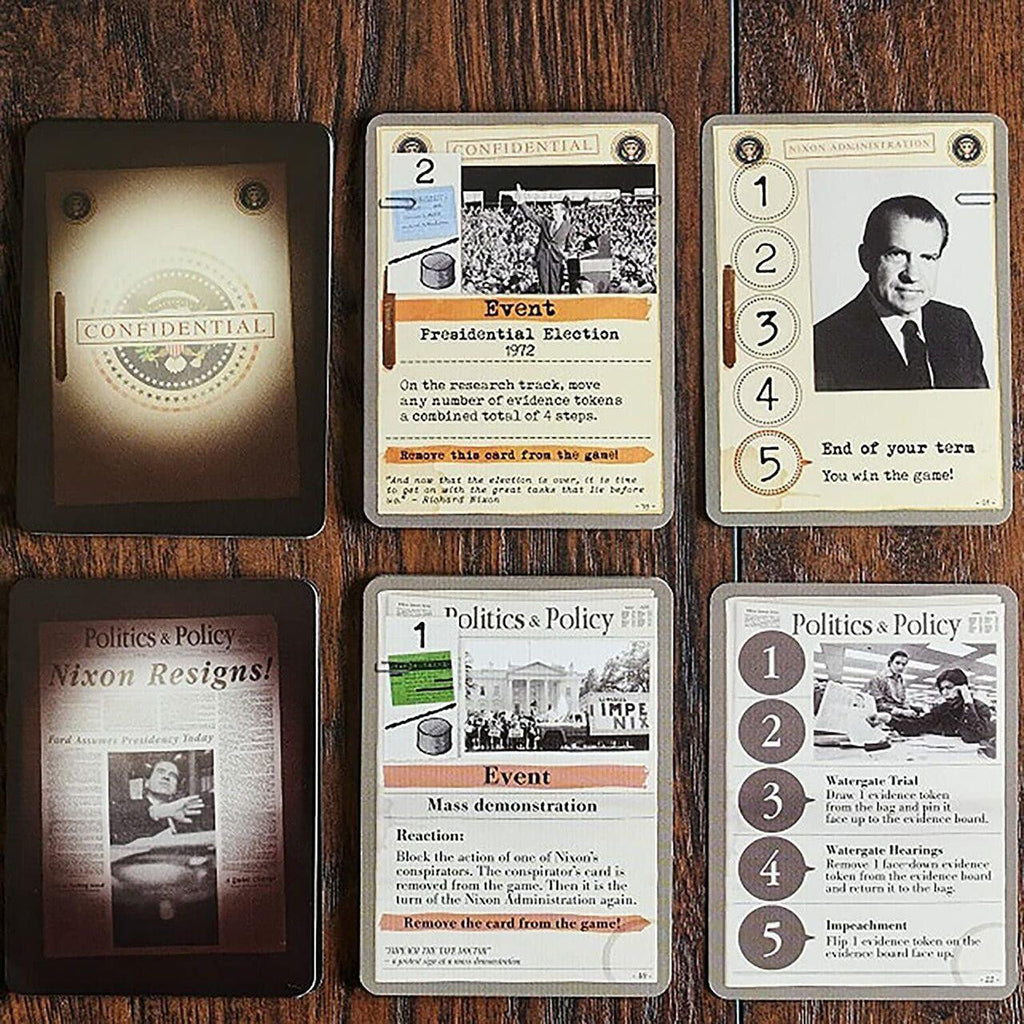 CONFIDENTIAL
CONFIDENTIAL
2
Event
Presidential Election
1972
On the research track, move
any number of evidence tokens
a combined total of 4 steps.
Remove this card from the game!
"And now that the election is over, it is time
to get on with the great tasks that lie before
us." - Richard Nixon
NIXON ADMINISTRATION
1
2
3
4
5
End of your term
You win the game!
Politics & Policy
Nixon Resigns!
Ford Assumes Presidency Today
Politics & Policy
1
IMPE
NIX
Event
Mass demonstration
Reaction:
Block the action of one of Nixon's
conspirators. The conspirator's card is
removed from the game. Then it is the
turn of the Nixon Administration again.
Remove the card from the game!
- a protest sign at a mass demonstration
Politics & Policy
1
2
3
Watergate Trial
Draw 1 evidence token
from the bag and pin it
face up to the evidence board.
4
Watergate Hearings
Remove 1 face-down evidence
token from the evidence board
and return it to the bag.
5
Impeachment
Flip 1 evidence token on the
evidence board face up.